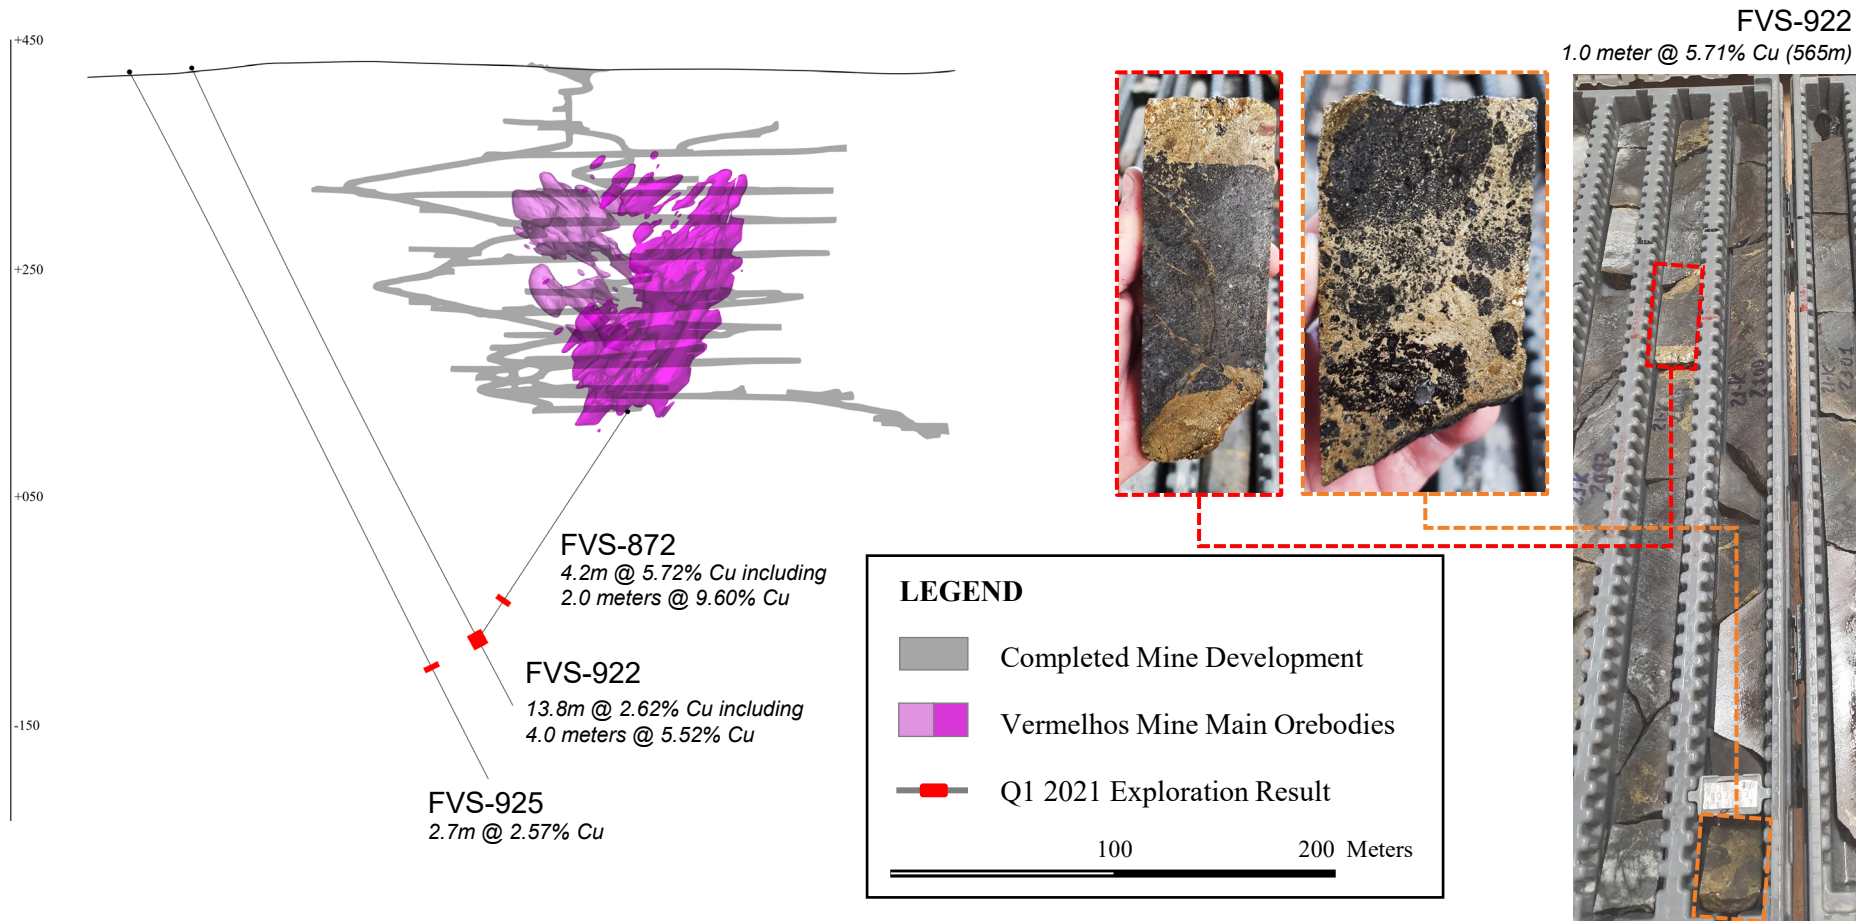 +450
+250
+050
-150
FVS-872
4.2m @ 5.72% Cu including
2.0 meters @ 9.60% Cu
FVS-922
13.8m @ 2.62% Cu including
4.0 meters @ 5.52% Cu
FVS-925
2.7m @ 2.57% Cu
LEGEND
Completed Mine Development
Vermelhos Mine Main Orebodies
Q1 2021 Exploration Result
100 200 Meters
FVS-922
1.0 meter @ 5.71% Cu (565m)